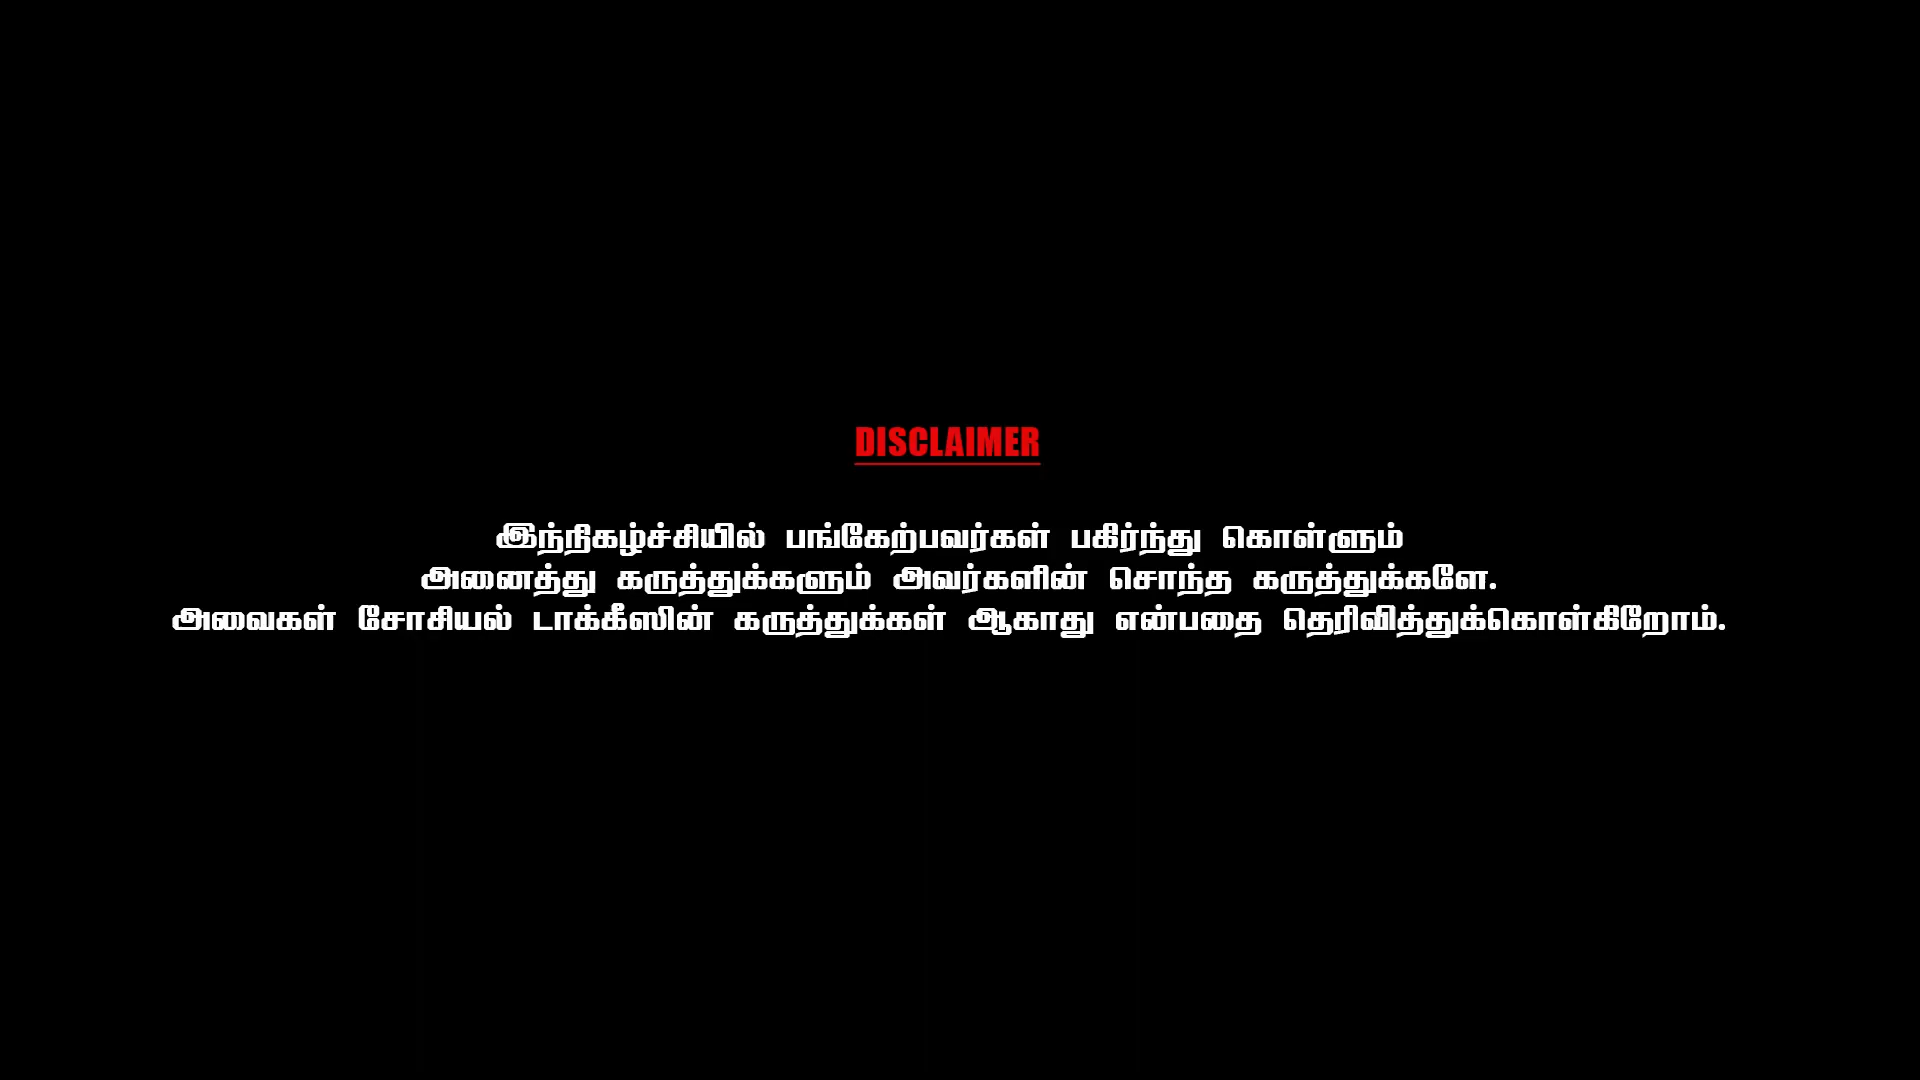 DISCLAIMER
இந்நிகழ்ச்சியில் பங்கேற்பவர்கள் பகிர்ந்து கொள்ளும்
அனைத்து கருத்துக்களும் அவர்களின் சொந்த கருத்துக்களே.
அவைகள் சோசியல் டாக்கீஸின் கருத்துக்கள் ஆகாது என்பதை தெரிவித்துக்கொள்கிறோம்.